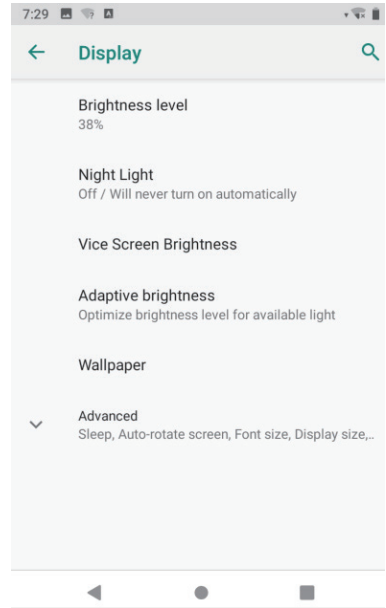 7:29
Display
Brightness level
38%
Night Light
Off / Will never turn on automatically
Vice Screen Brightness
Adaptive brightness
Optimize brightness level for available light
Wallpaper
Advanced
Sleep, Auto-rotate screen, Font size, Display size,..